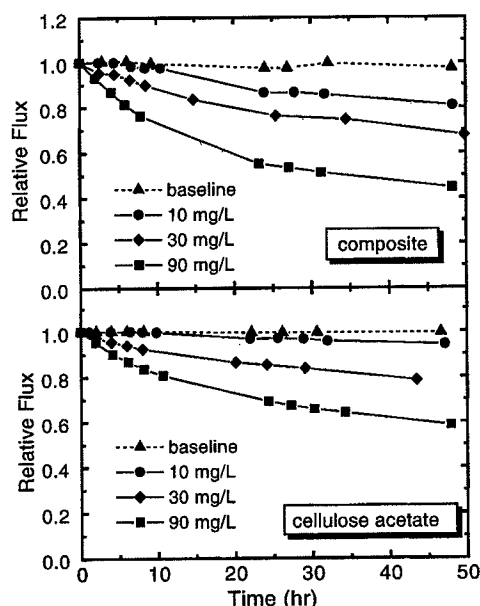 1.2
1.0
0.8
0.6
0.4
0.2
0.0
Relative Flux
baseline
10 mg/L
30 mg/L
90 mg/L
composite
1.0
0.8
0.6
0.4
0.2
0.0
Relative Flux
baseline
10 mg/L
30 mg/L
90 mg/L
cellulose acetate
0 10 20 30 40 50
Time (hr)